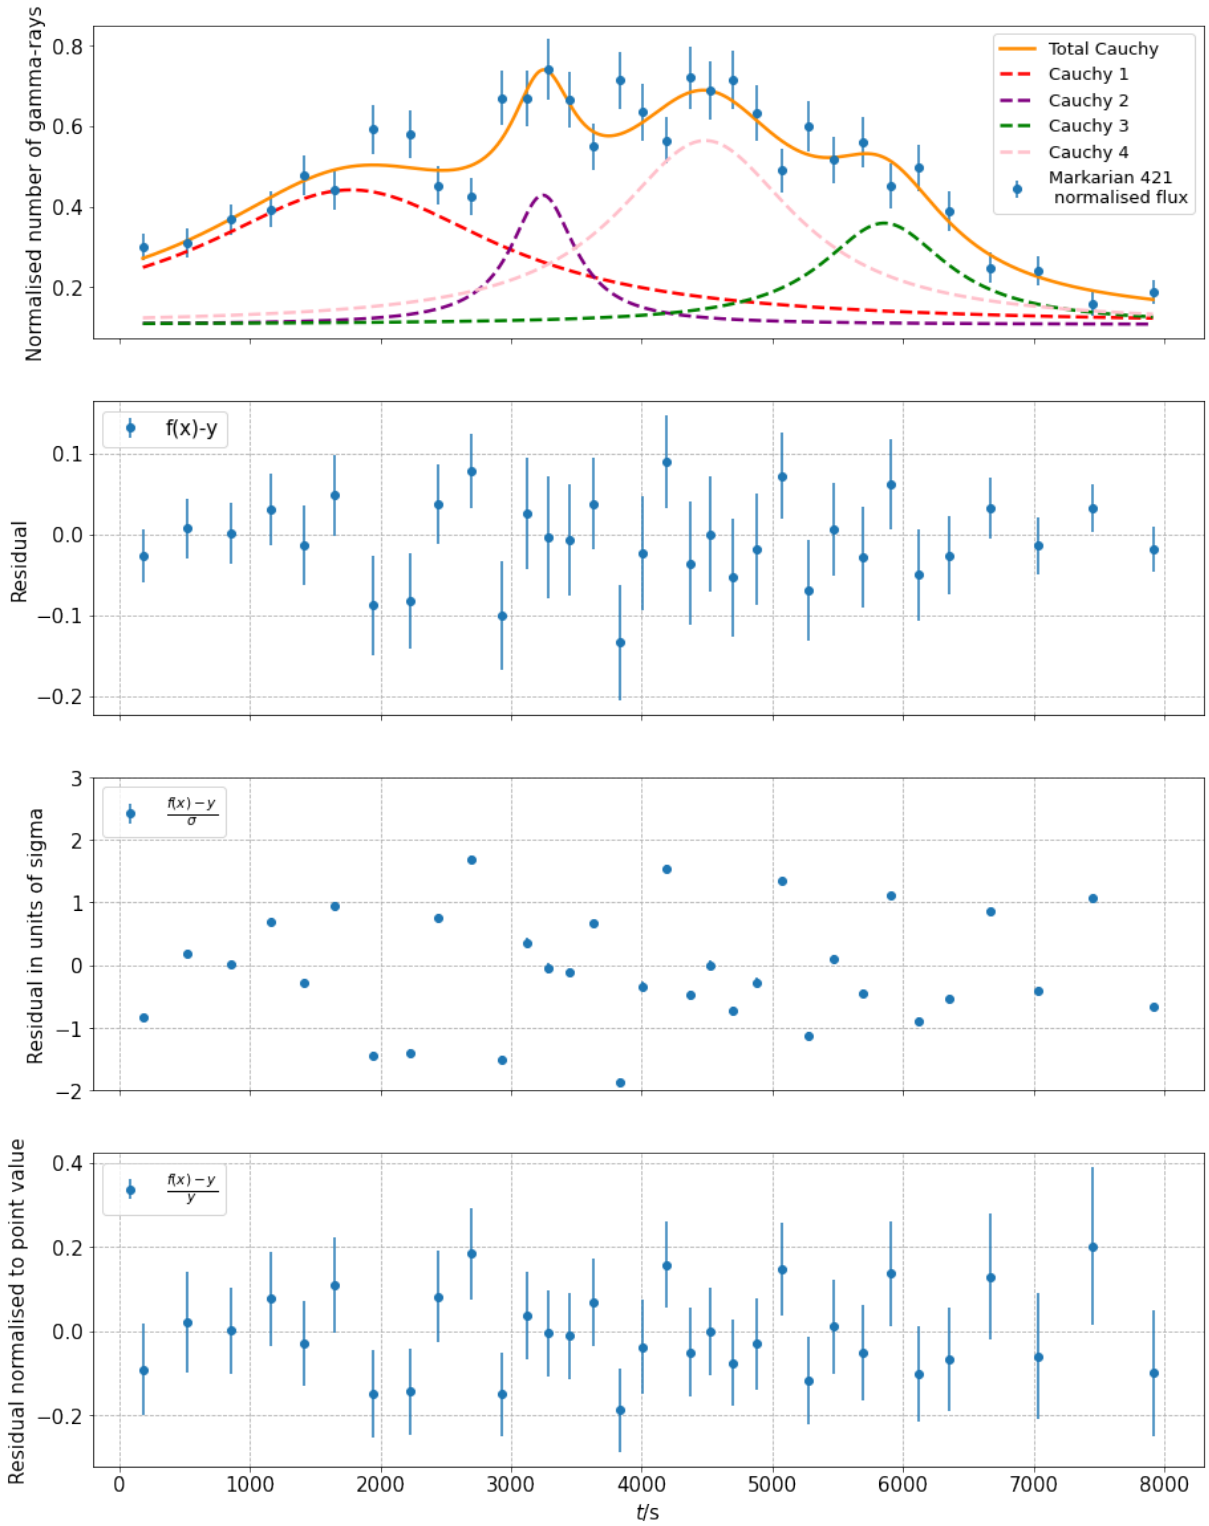 Normalised number of gamma-rays
0.8
0.6
0.4
0.2
Total Cauchy
Cauchy 1
Cauchy 2
Cauchy 3
Cauchy 4
Markarian 421
normalised flux
Residual
0.1
0.0
−0.1
−0.2
f(x)-y
Residual in units of sigma
3
2
1
0
−1
−2
f(x) − y
σ
Residual normalised to point value
0.4
0.2
0.0
−0.2
f(x) − y
y
0 1000 2000 3000 4000 5000 6000 7000 8000
t/s